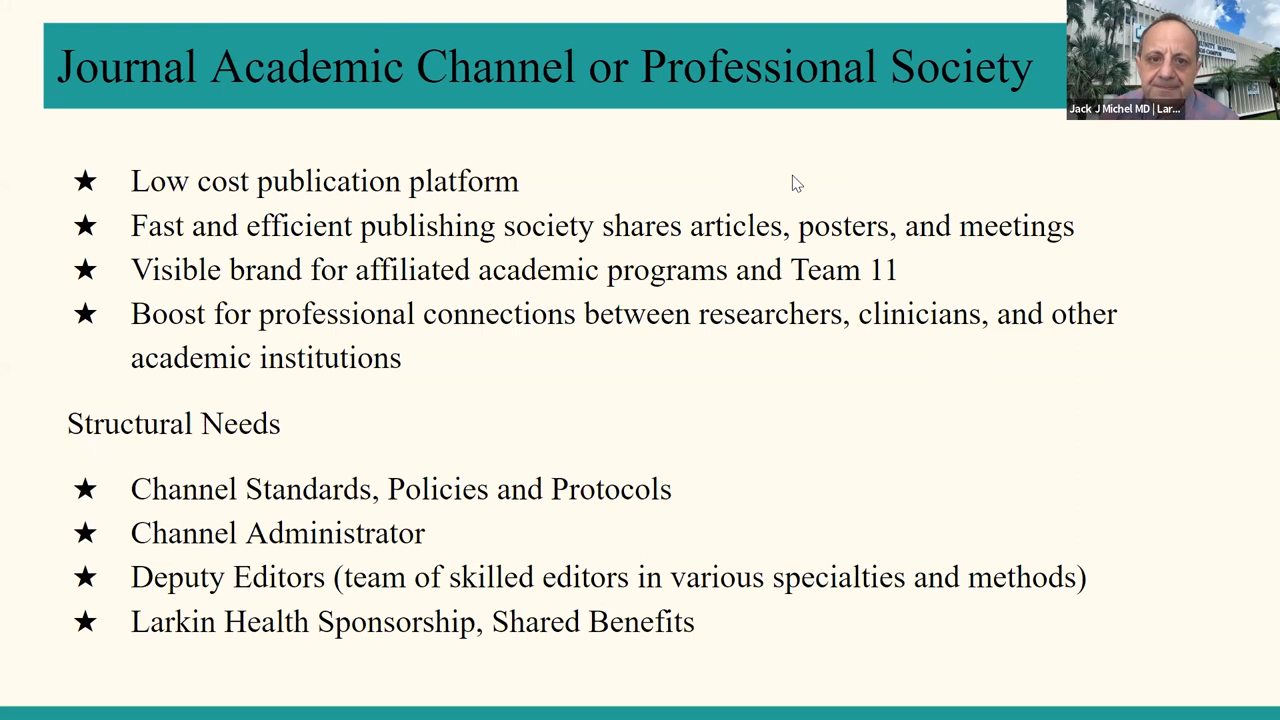 Journal Academic Channel or Professional Society
Jack J Michel MD | Lar...
★ Low cost publication platform
★ Fast and efficient publishing society shares articles, posters, and meetings
★ Visible brand for affiliated academic programs and Team 11
★ Boost for professional connections between researchers, clinicians, and other
academic institutions
Structural Needs
★ Channel Standards, Policies and Protocols
★ Channel Administrator
★ Deputy Editors (team of skilled editors in various specialties and methods)
★ Larkin Health Sponsorship, Shared Benefits